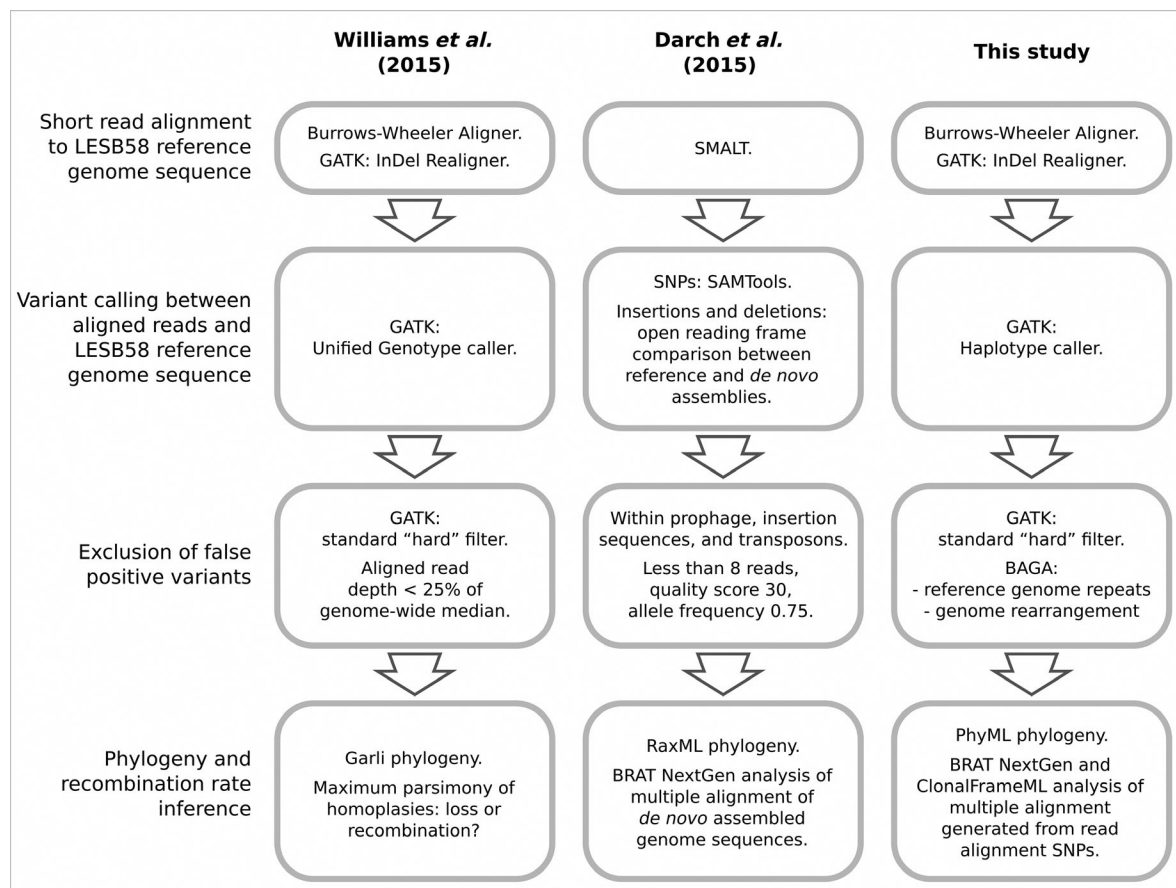 Williams et al.
(2015)
Darch et al.
(2015)
This study
Short read alignment
to LESB58 reference
genome sequence
Burrows-Wheeler Aligner.
GATK: InDel Realigner.
SMALT.
Burrows-Wheeler Aligner.
GATK: InDel Realigner.
Variant calling between
aligned reads and
LESB58 reference
genome sequence
GATK:
Unified Genotype caller.
SNPs: SAMTools.
Insertions and deletions:
open reading frame
comparison between
reference and de novo
assemblies.
GATK:
Haplotype caller.
Exclusion of false
positive variants
GATK:
standard “hard” filter.
Aligned read
depth < 25% of
genome-wide median.
Within prophage, insertion
sequences, and transposons.
Less than 8 reads,
quality score 30,
allele frequency 0.75.
GATK:
standard “hard” filter.
BAGA:
- reference genome repeats
- genome rearrangement
Phylogeny and
recombination rate
inference
Garli phylogeny.
Maximum parsimony of
homoplasies: loss or
recombination?
RaxML phylogeny.
BRAT NextGen analysis of
multiple alignment of
de novo assembled
genome sequences.
PhyML phylogeny.
BRAT NextGen and
ClonalFrameML analysis of
multiple alignment
generated from read
alignment SNPs.